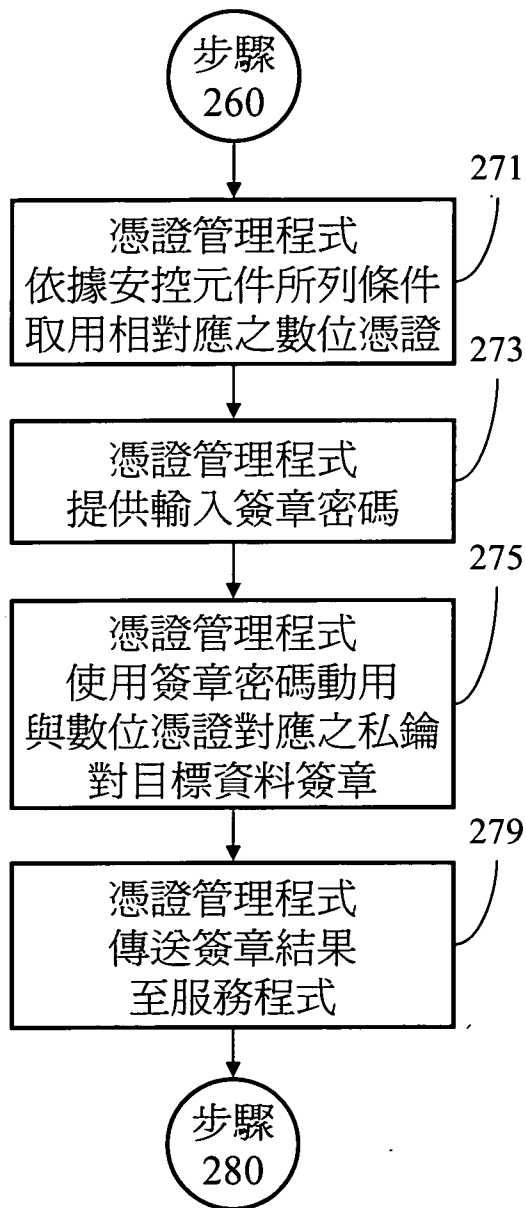 步驟
260
271
憑證管理程式
依據安控元件所列條件
取用相對應之數位憑證
273
憑證管理程式
提供輸入簽章密碼
275
憑證管理程式
使用簽章密碼動用
與數位憑證對應之私鑰
對目標資料簽章
279
憑證管理程式
傳送簽章結果
至服務程式
步驟
280